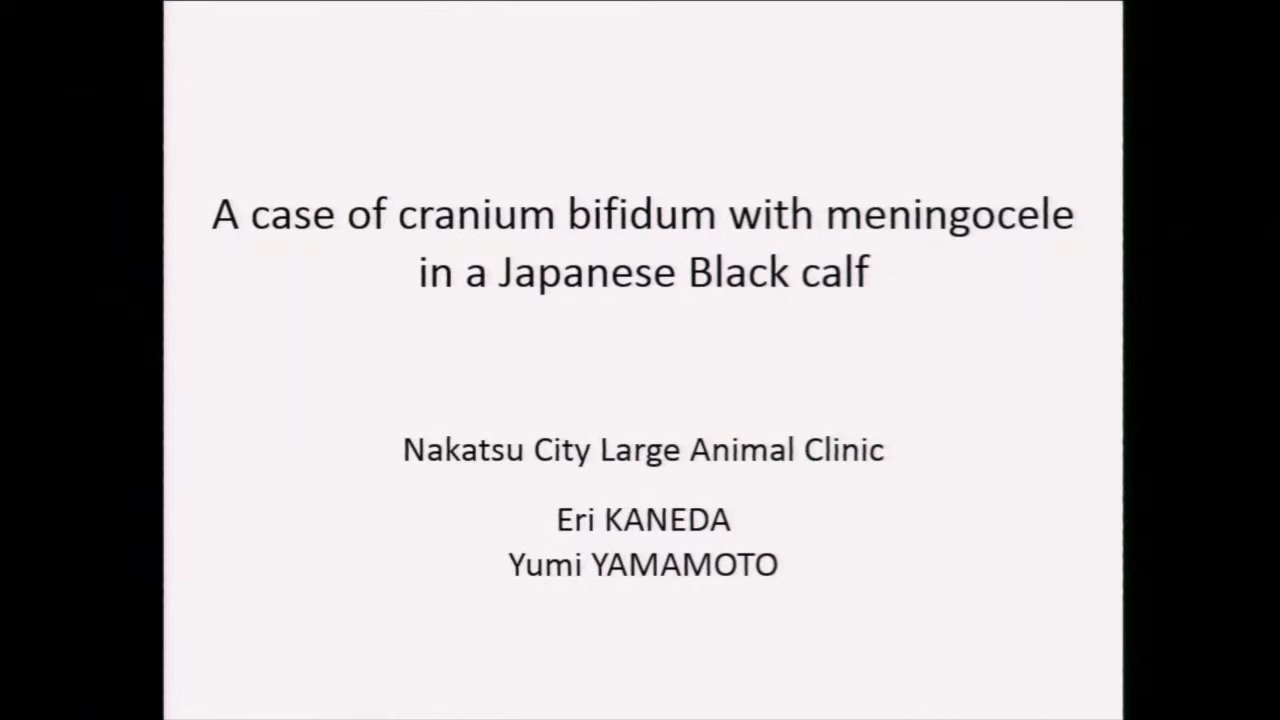 A case of cranium bifidum with meningocele
in a Japanese Black calf
Nakatsu City Large Animal Clinic
Eri KANEDA
Yumi YAMAMOTO